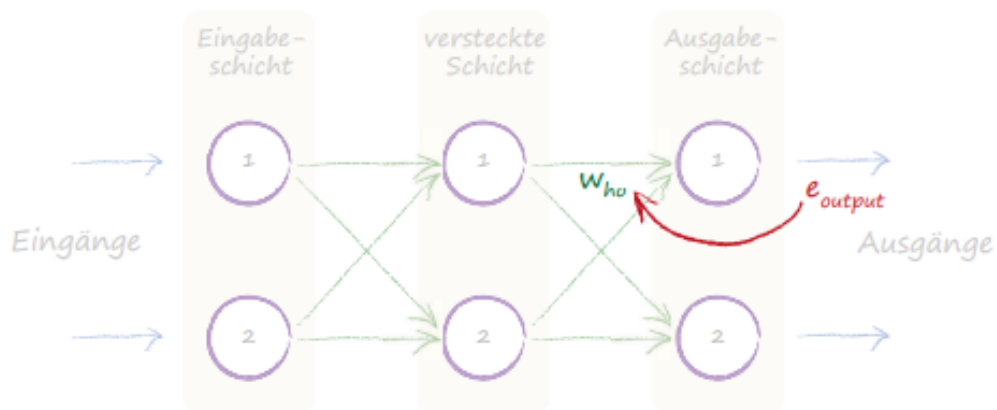 Eingabe-
schicht
versteckte
Schicht
Ausgabe-
schicht
1
1
1
w_ho
e_output
Eingänge
Ausgänge
2
2
2